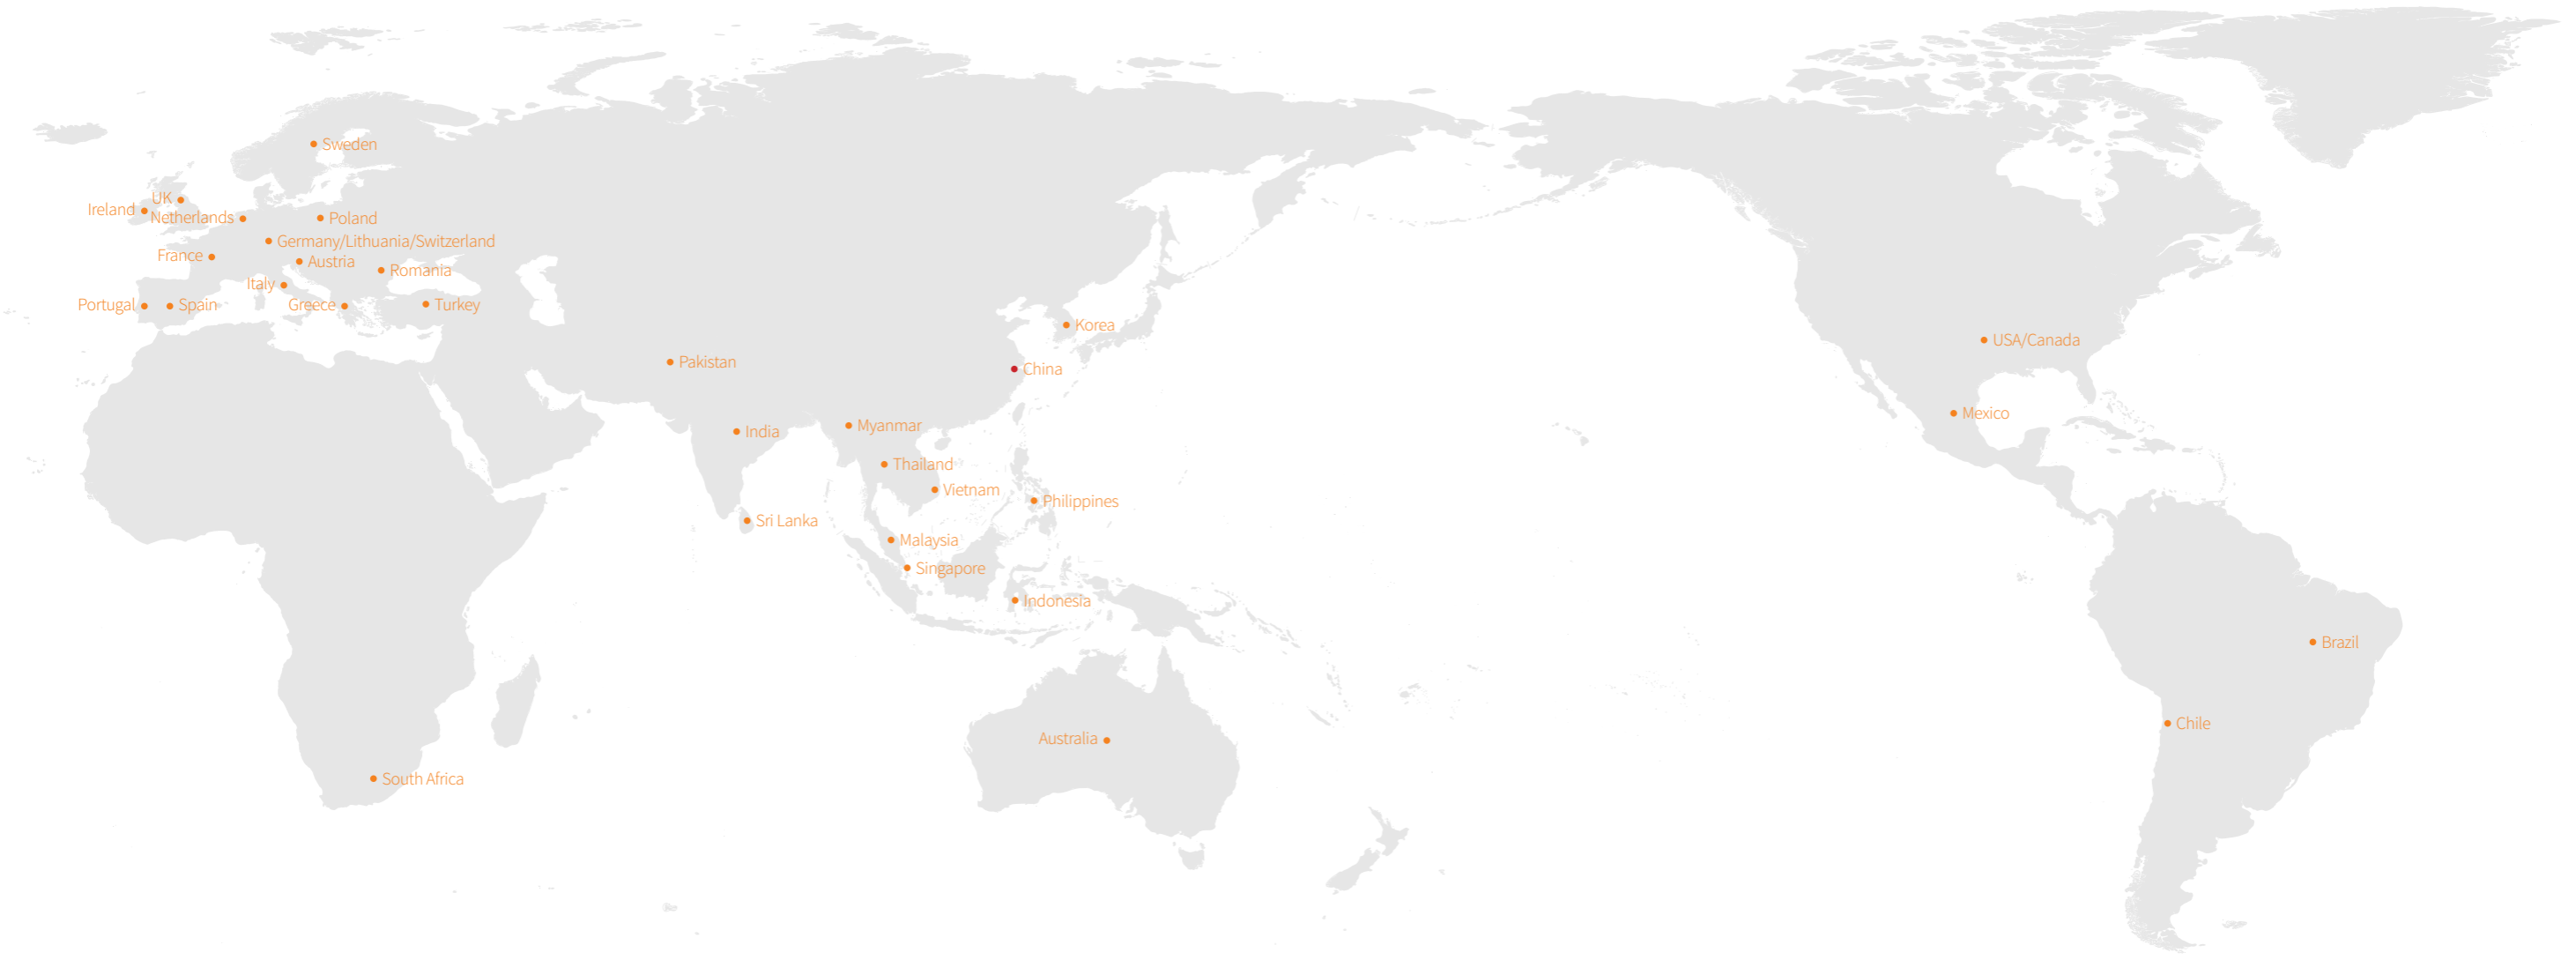 Sweden
UK
Ireland
Netherlands
Poland
Germany/Lithuania/Switzerland
France
Austria
Romania
Italy
Portugal
Spain
Greece
Turkey
Korea
USA/Canada
Pakistan
China
Mexico
Myanmar
India
Thailand
Vietnam
Philippines
Sri Lanka
Malaysia
Singapore
Indonesia
Brazil
Chile
Australia
South Africa